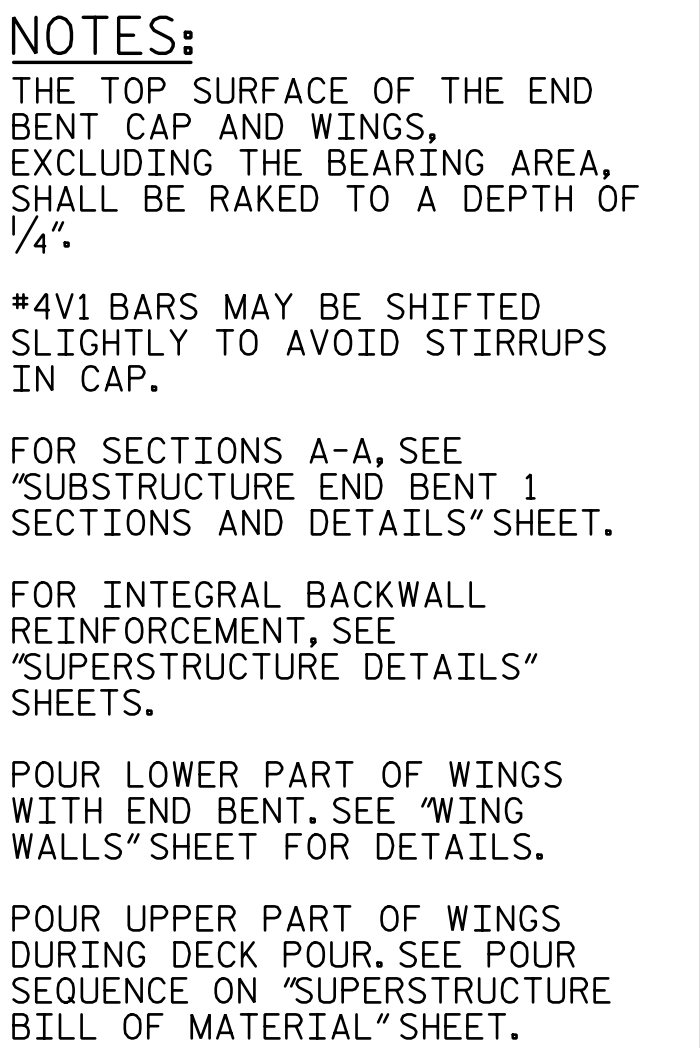 NOTES:
THE TOP SURFACE OF THE END
BENT CAP AND WINGS,
EXCLUDING THE BEARING AREA,
SHALL BE RAKED TO A DEPTH OF
1/4".
#4V1 BARS MAY BE SHIFTED
SLIGHTLY TO AVOID STIRRUPS
IN CAP.
FOR SECTIONS A-A, SEE
"SUBSTRUCTURE END BENT 1
SECTIONS AND DETAILS" SHEET.
FOR INTEGRAL BACKWALL
REINFORCEMENT, SEE
"SUPERSTRUCTURE DETAILS"
SHEETS.
POUR LOWER PART OF WINGS
WITH END BENT. SEE "WING
WALLS" SHEET FOR DETAILS.
POUR UPPER PART OF WINGS
DURING DECK POUR. SEE POUR
SEQUENCE ON "SUPERSTRUCTURE
BILL OF MATERIAL" SHEET.